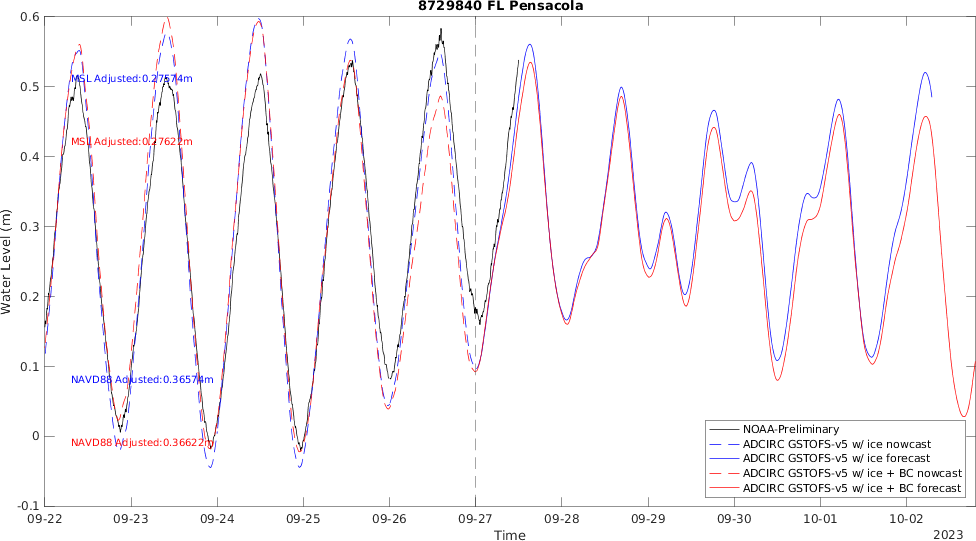 8729840 FL Pensacola
0.6
0.5
0.4
0.3
0.2
0.1
0
-0.1
Water Level (m)
MSL Adjusted:0.27574m
MSL Adjusted:0.27622m
NAVD88 Adjusted:0.36574m
NAVD88 Adjusted:0.36622m
NOAA-Preliminary
ADCIRC GSTOFS-v5 w/ ice nowcast
ADCIRC GSTOFS-v5 w/ ice forecast
ADCIRC GSTOFS-v5 w/ ice + BC nowcast
ADCIRC GSTOFS-v5 w/ ice + BC forecast
09-22 09-23 09-24 09-25 09-26 09-27 09-28 09-29 09-30 10-01 10-02
Time
2023